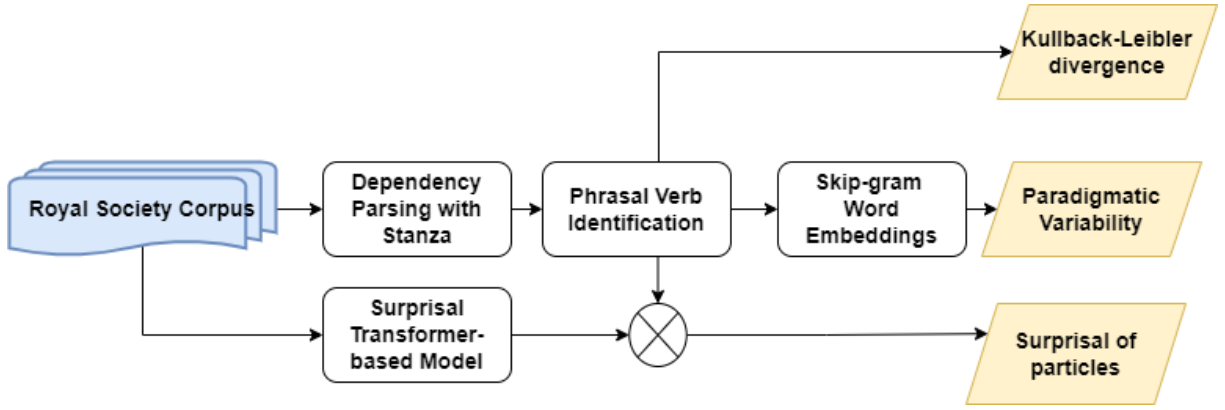 Kullback-Leibler
divergence
Royal Society Corpus
Dependency
Parsing with
Stanza
Phrasal Verb
Identification
Skip-gram
Word
Embeddings
Paradigmatic
Variability
Surprisal
Transformer-
based Model
Surprisal of
particles